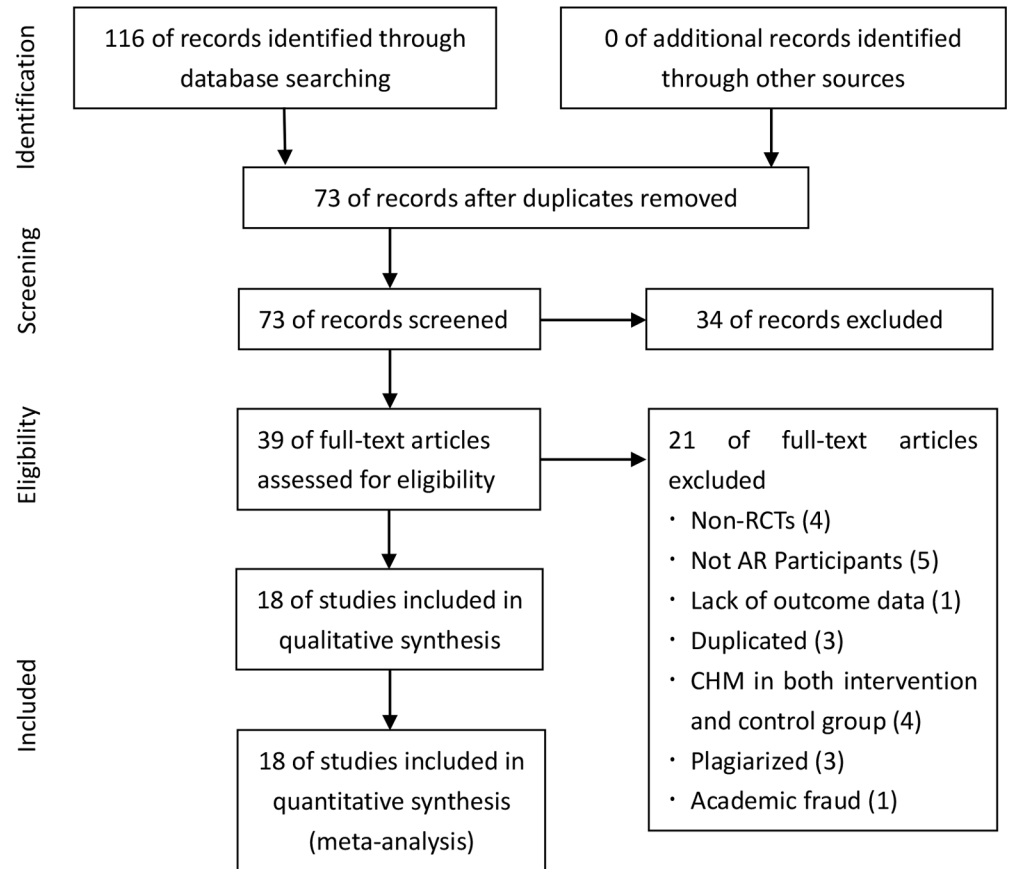 Identification
116 of records identified through
database searching
0 of additional records identified
through other sources
73 of records after duplicates removed
Screening
73 of records screened
34 of records excluded
Eligibility
39 of full-text articles
assessed for eligibility
21 of full-text articles
excluded
· Non-RCTs (4)
· Not AR Participants (5)
· Lack of outcome data (1)
· Duplicated (3)
· CHM in both intervention
and control group (4)
· Plagiarized (3)
· Academic fraud (1)
Included
18 of studies included in
qualitative synthesis
18 of studies included in
quantitative synthesis
(meta-analysis)